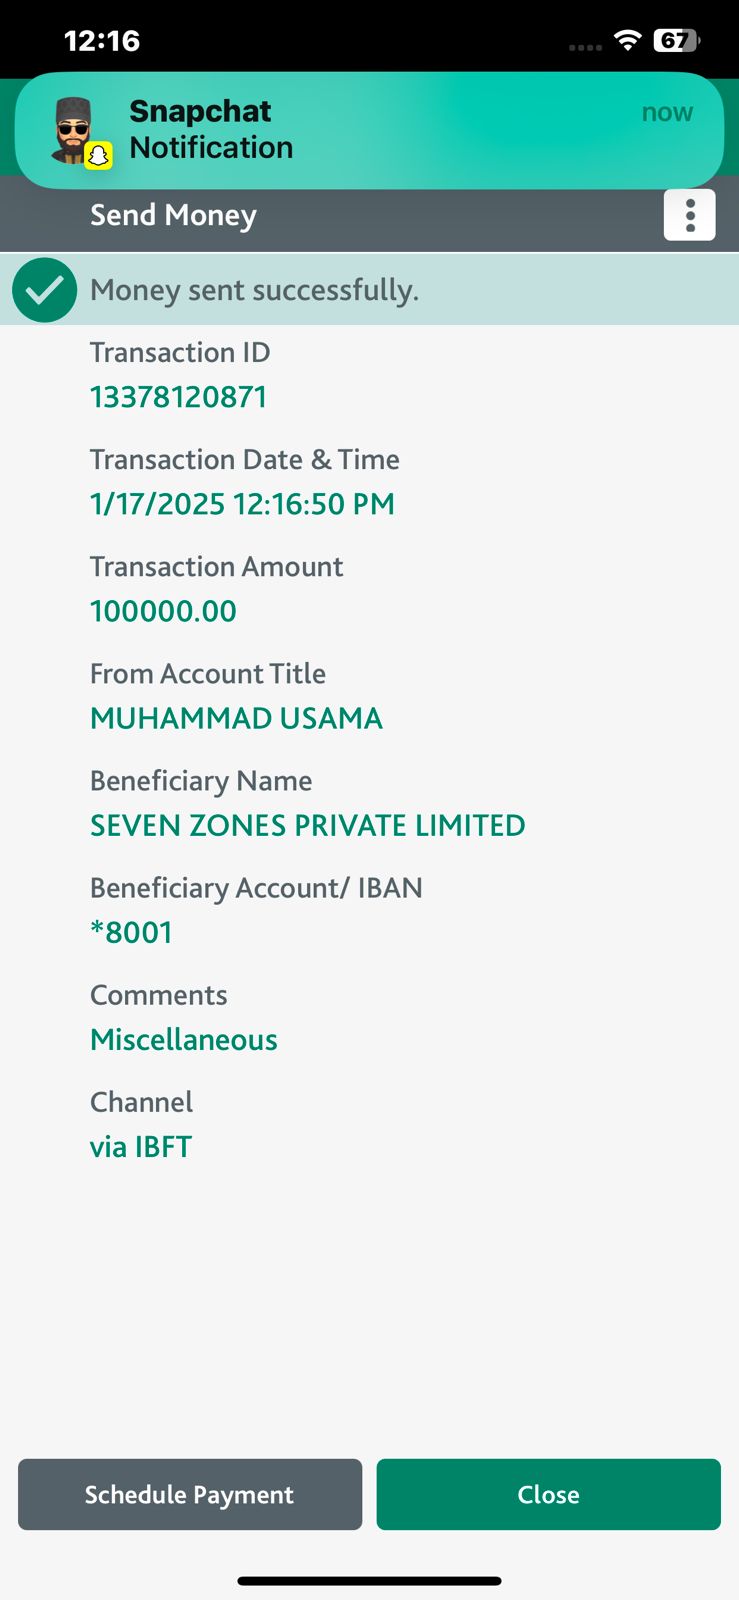 12:16
67
Snapchat
now
Notification
Send Money
Money sent successfully.
Transaction ID
13378120871
Transaction Date & Time
1/17/2025 12:16:50 PM
Transaction Amount
100000.00
From Account Title
MUHAMMAD USAMA
Beneficiary Name
SEVEN ZONES PRIVATE LIMITED
Beneficiary Account/ IBAN
*8001
Comments
Miscellaneous
Channel
via IBFT
Schedule Payment
Close